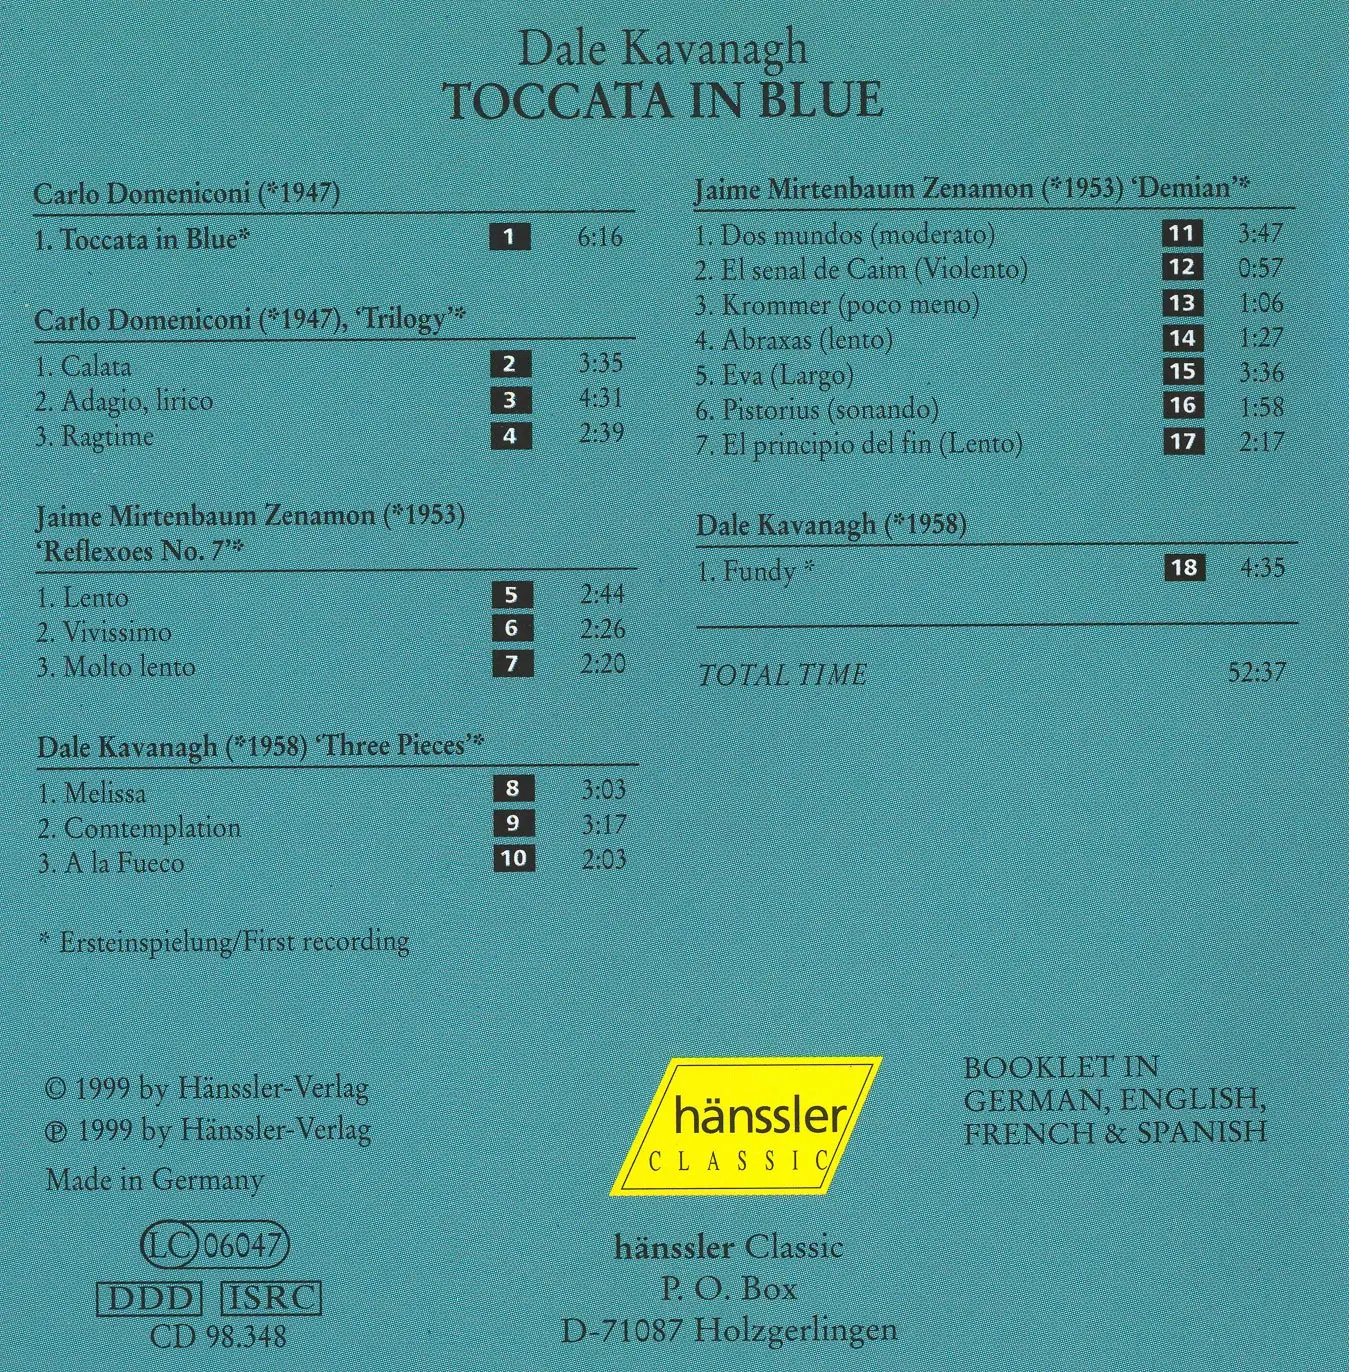 Dale Kavanagh
TOCCATA IN BLUE
Carlo Domeniconi (*1947)
1. Toccata in Blue* 1 6:16
Carlo Domeniconi (*1947), ‘Trilogy’*
1. Calata 2 3:35
2. Adagio, lirico 3 4:31
3. Ragtime 4 2:39
Jaime Mirtenbaum Zenamon (*1953)
‘Reflexoes No. 7’*
1. Lento 5 2:44
2. Vivissimo 6 2:26
3. Molto lento 7 2:20
Dale Kavanagh (*1958) ‘Three Pieces’*
1. Melissa 8 3:03
2. Comtemplation 9 3:17
3. A la Fueco 10 2:03
* Ersteinspielung/First recording
Jaime Mirtenbaum Zenamon (*1953) ‘Demian’*
1. Dos mundos (moderato) 11 3:47
2. El senal de Caim (Violento) 12 0:57
3. Krommer (poco meno) 13 1:06
4. Abraxas (lento) 14 1:27
5. Eva (Largo) 15 3:36
6. Pistorius (sonando) 16 1:58
7. El principio del fin (Lento) 17 2:17
Dale Kavanagh (*1958)
1. Fundy * 18 4:35
TOTAL TIME 52:37
© 1999 by Hänssler-Verlag
℗ 1999 by Hänssler-Verlag
Made in Germany
LC 06047
DDD ISRC
CD 98.348
hänssler
CLASSIC
hänssler Classic
P. O. Box
D-71087 Holzgerlingen
BOOKLET IN
GERMAN, ENGLISH,
FRENCH & SPANISH